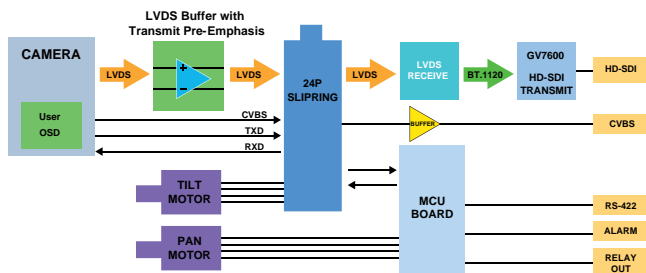 LVDS Buffer with
Transmit Pre-Emphasis
CAMERA
LVDS
LVDS
24P
SLIPRING
LVDS
LVDS
RECEIVE
BT.1120
GV7600
HD-SDI
TRANSMIT
HD-SDI
User
OSD
CVBS
TXD
RXD
BUFFER
CVBS
TILT
MOTOR
MCU
BOARD
RS-422
PAN
MOTOR
ALARM
RELAY
OUT